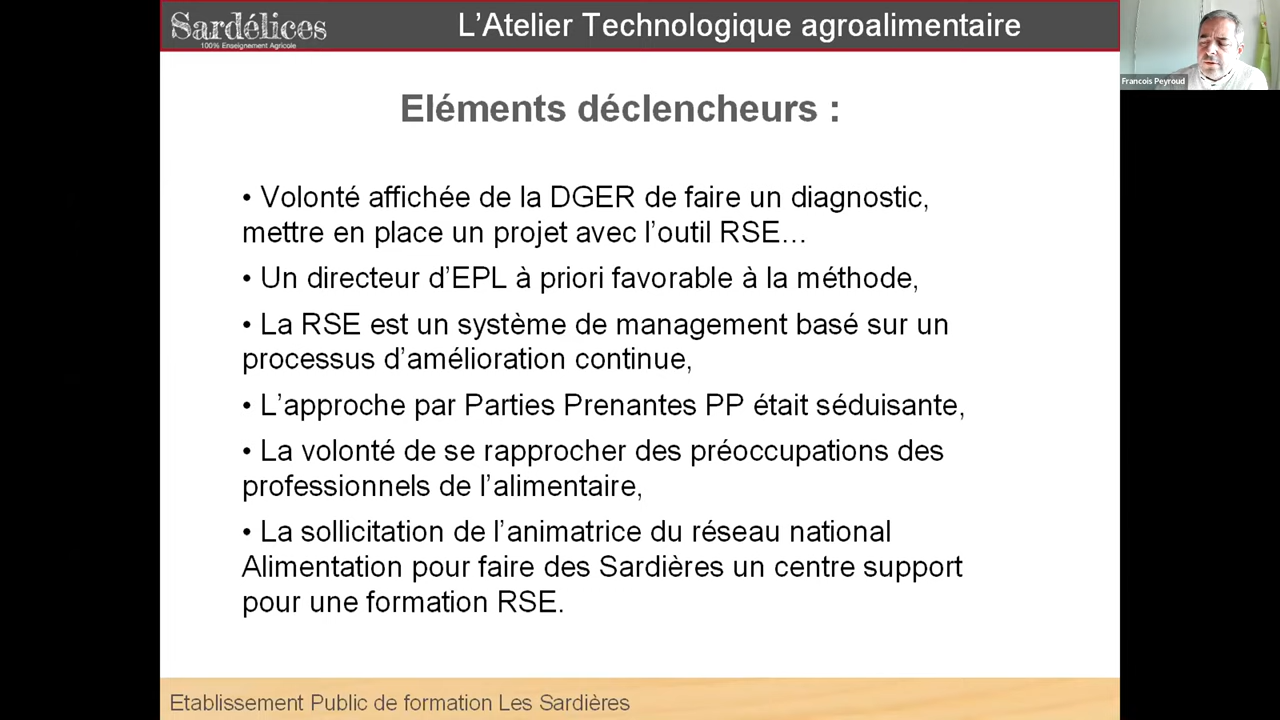 Sardélices
100% Enseignement Agricole
L'Atelier Technologique agroalimentaire
Francois Peyroud
Eléments déclencheurs :
• Volonté affichée de la DGER de faire un diagnostic,
mettre en place un projet avec l'outil RSE…
• Un directeur d'EPL à priori favorable à la méthode,
• La RSE est un système de management basé sur un
processus d'amélioration continue,
• L'approche par Parties Prenantes PP était séduisante,
• La volonté de se rapprocher des préoccupations des
professionnels de l'alimentaire,
• La sollicitation de l'animatrice du réseau national
Alimentation pour faire des Sardières un centre support
pour une formation RSE.
Etablissement Public de formation Les Sardières